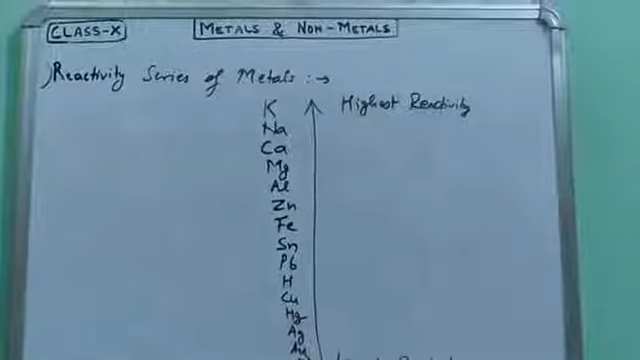 CLASS-X
METALS & NON-METALS
Reactivity Series of Metals :→
K Highest Reactivity
Na
Ca
Mg
Al
Zn
Fe
Sn
Pb
H
Cu
Hg
Ag
Au